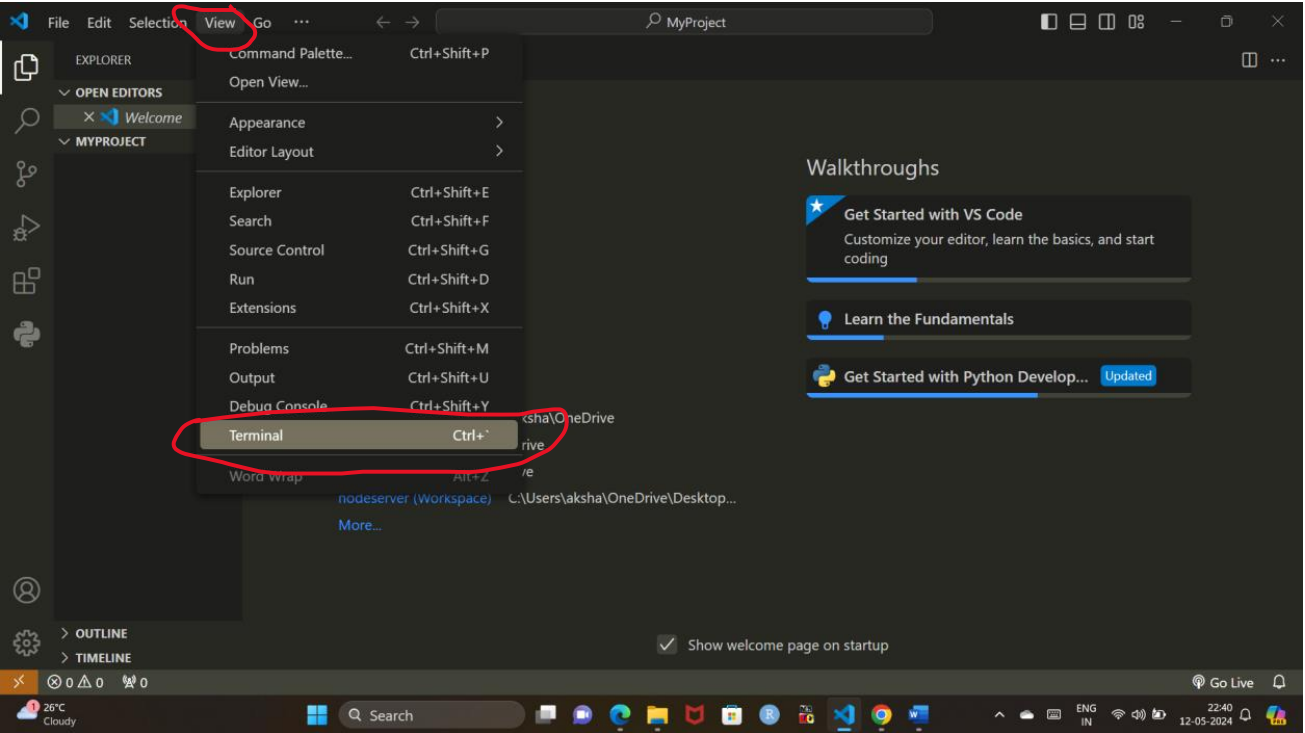 File Edit Selection View Go ··· MyProject
EXPLORER
OPEN EDITORS
Welcome
MYPROJECT
Command Palette... Ctrl+Shift+P
Open View...
Appearance
Editor Layout
Explorer Ctrl+Shift+E
Search Ctrl+Shift+F
Source Control Ctrl+Shift+G
Run Ctrl+Shift+D
Extensions Ctrl+Shift+X
Problems Ctrl+Shift+M
Output Ctrl+Shift+U
Debug Console Ctrl+Shift+Y
Terminal Ctrl+`
Word Wrap Alt+Z
ksha\OneDrive
rive
ve
nodeserver (Workspace) C:\Users\aksha\OneDrive\Desktop...
More...
Walkthroughs
Get Started with VS Code
Customize your editor, learn the basics, and start
coding
Learn the Fundamentals
Get Started with Python Develop... Updated
Show welcome page on startup
OUTLINE
TIMELINE
0 0 0 Go Live
1 26°C
Cloudy
Search
ENG
IN
22:40
12-05-2024